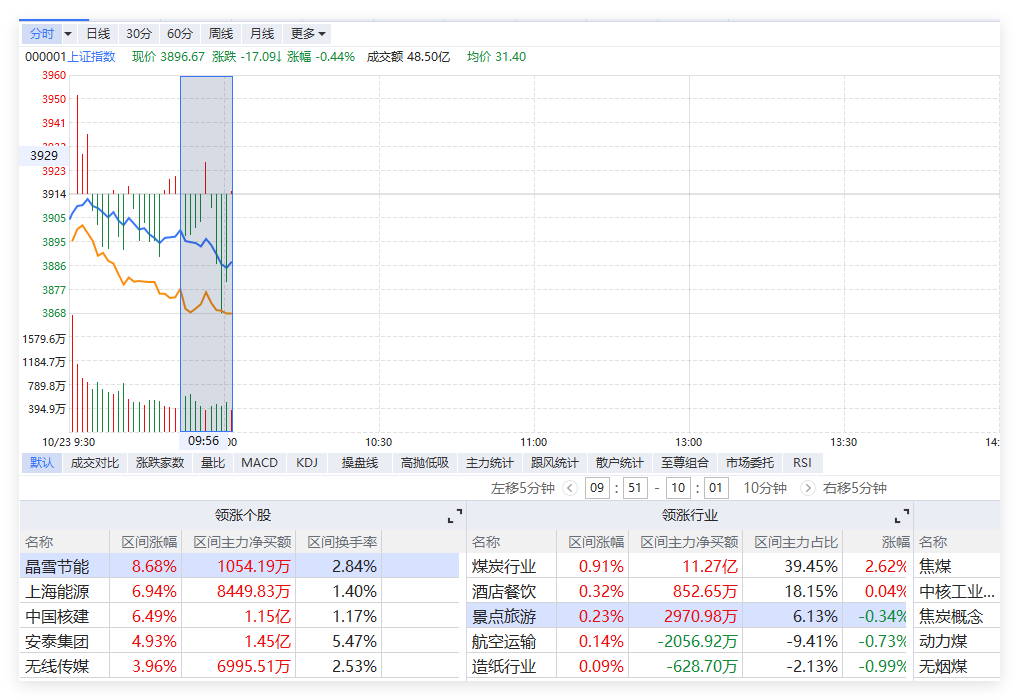 分时 日线 30分 60分 周线 月线 更多
000001上证指数 现价 3896.67 涨跌 -17.09↓ 涨幅 -0.44% 成交额 48.50亿 均价 31.40
3960
3950
3941
3929
3923
3914
3905
3895
3886
3877
3868
1579.6万
1184.7万
789.8万
394.9万
10/23 9:30 09:56 10:30 11:00 13:00 13:30 14:
默认 成交对比 涨跌家数 量比 MACD KDJ 操盘线 高抛低吸 主力统计 跟风统计 散户统计 至尊组合 市场委托 RSI
左移5分钟 09 : 51 - 10 : 01 10分钟 右移5分钟
领涨个股 领涨行业
名称 区间涨幅 区间主力净买额 区间换手率 名称 区间涨幅 区间主力净买额 区间主力占比 涨幅 名称
晶雪节能 8.68% 1054.19万 2.84% 煤炭行业 0.91% 11.27亿 39.45% 2.62% 焦煤
上海能源 6.94% 8449.83万 1.40% 酒店餐饮 0.32% 852.65万 18.15% 0.04% 中核工业...
中国核建 6.49% 1.15亿 1.17% 景点旅游 0.23% 2970.98万 6.13% -0.34% 焦炭概念
安泰集团 4.93% 1.45亿 5.47% 航空运输 0.14% -2056.92万 -9.41% -0.73% 动力煤
无线传媒 3.96% 6995.51万 2.53% 造纸行业 0.09% -628.70万 -2.13% -0.99% 无烟煤